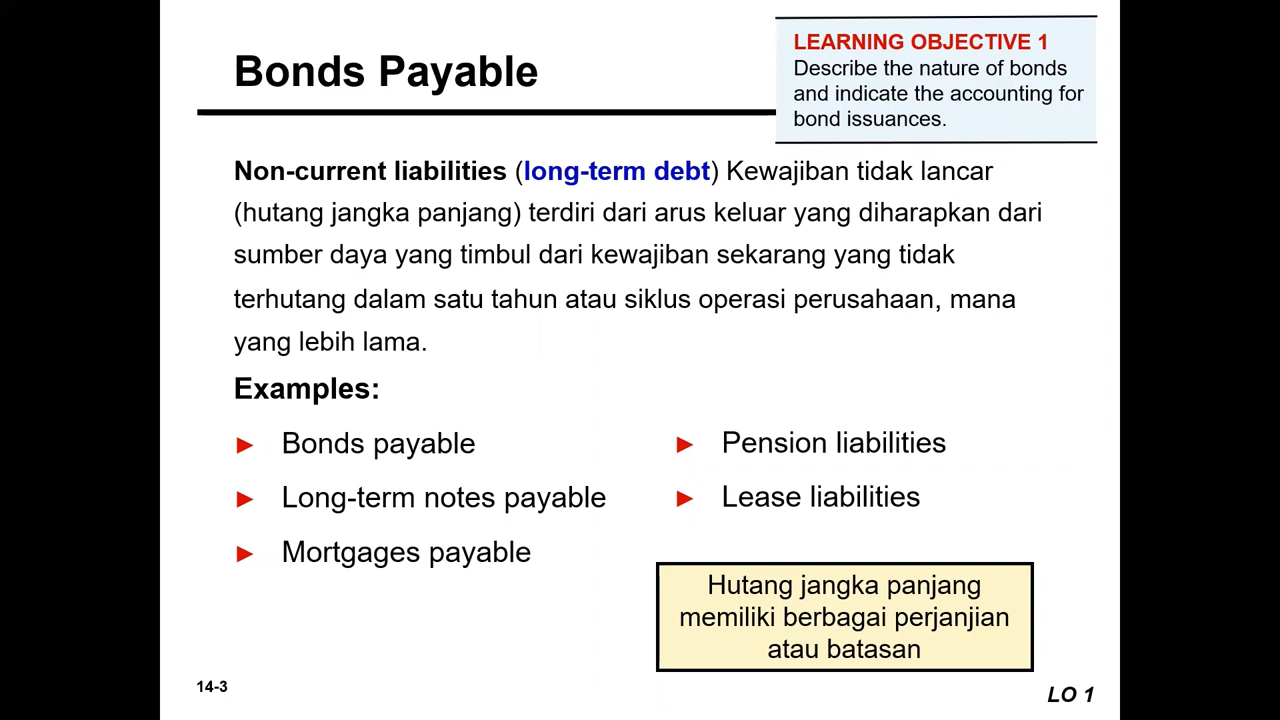 Bonds Payable
LEARNING OBJECTIVE 1
Describe the nature of bonds
and indicate the accounting for
bond issuances.
Non-current liabilities (long-term debt) Kewajiban tidak lancar
(hutang jangka panjang) terdiri dari arus keluar yang diharapkan dari
sumber daya yang timbul dari kewajiban sekarang yang tidak
terhutang dalam satu tahun atau siklus operasi perusahaan, mana
yang lebih lama.
Examples:
► Bonds payable
► Long-term notes payable
► Mortgages payable
► Pension liabilities
► Lease liabilities
Hutang jangka panjang
memiliki berbagai perjanjian
atau batasan
14-3
LO 1